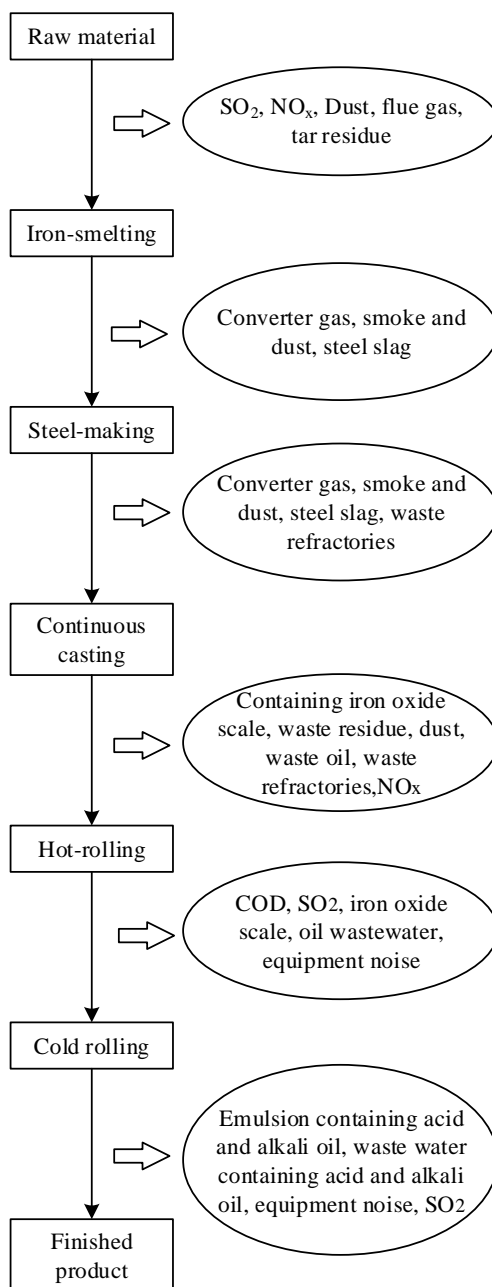 Raw material
SO₂, NOₓ, Dust, flue gas,
tar residue
Iron-smelting
Converter gas, smoke and
dust, steel slag
Steel-making
Converter gas, smoke and
dust, steel slag, waste
refractories
Continuous
casting
Containing iron oxide
scale, waste residue, dust,
waste oil, waste
refractories,NOx
Hot-rolling
COD, SO2, iron oxide
scale, oil wastewater,
equipment noise
Cold rolling
Emulsion containing acid
and alkali oil, waste water
containing acid and alkali
oil, equipment noise, SO2
Finished
product